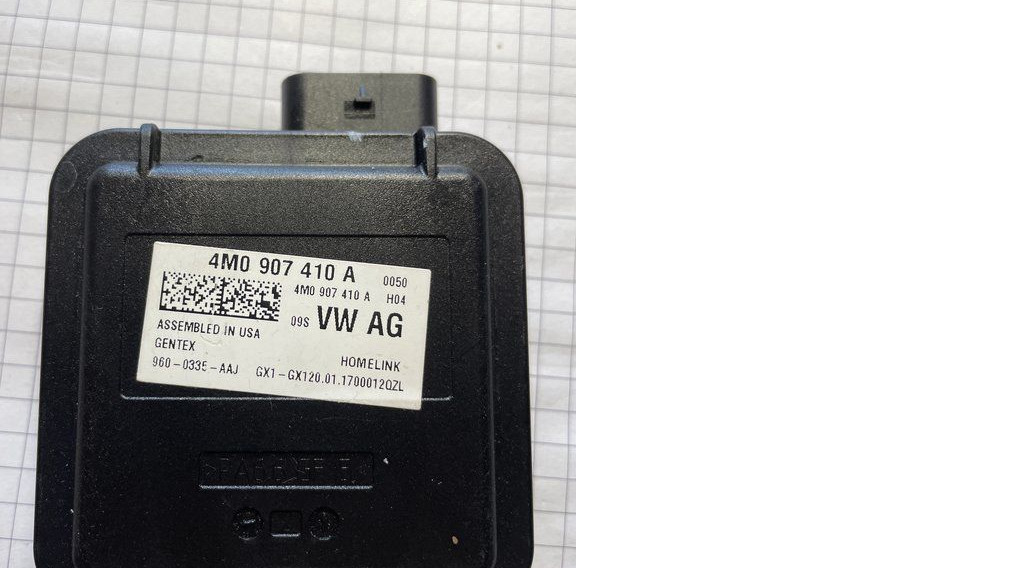 4M0 907 410 A 0050
4M0 907 410 A H04
09S VW AG
ASSEMBLED IN USA
GENTEX HOMELINK
960-0335-AAJ GX1-GX120.01.1700012QZL